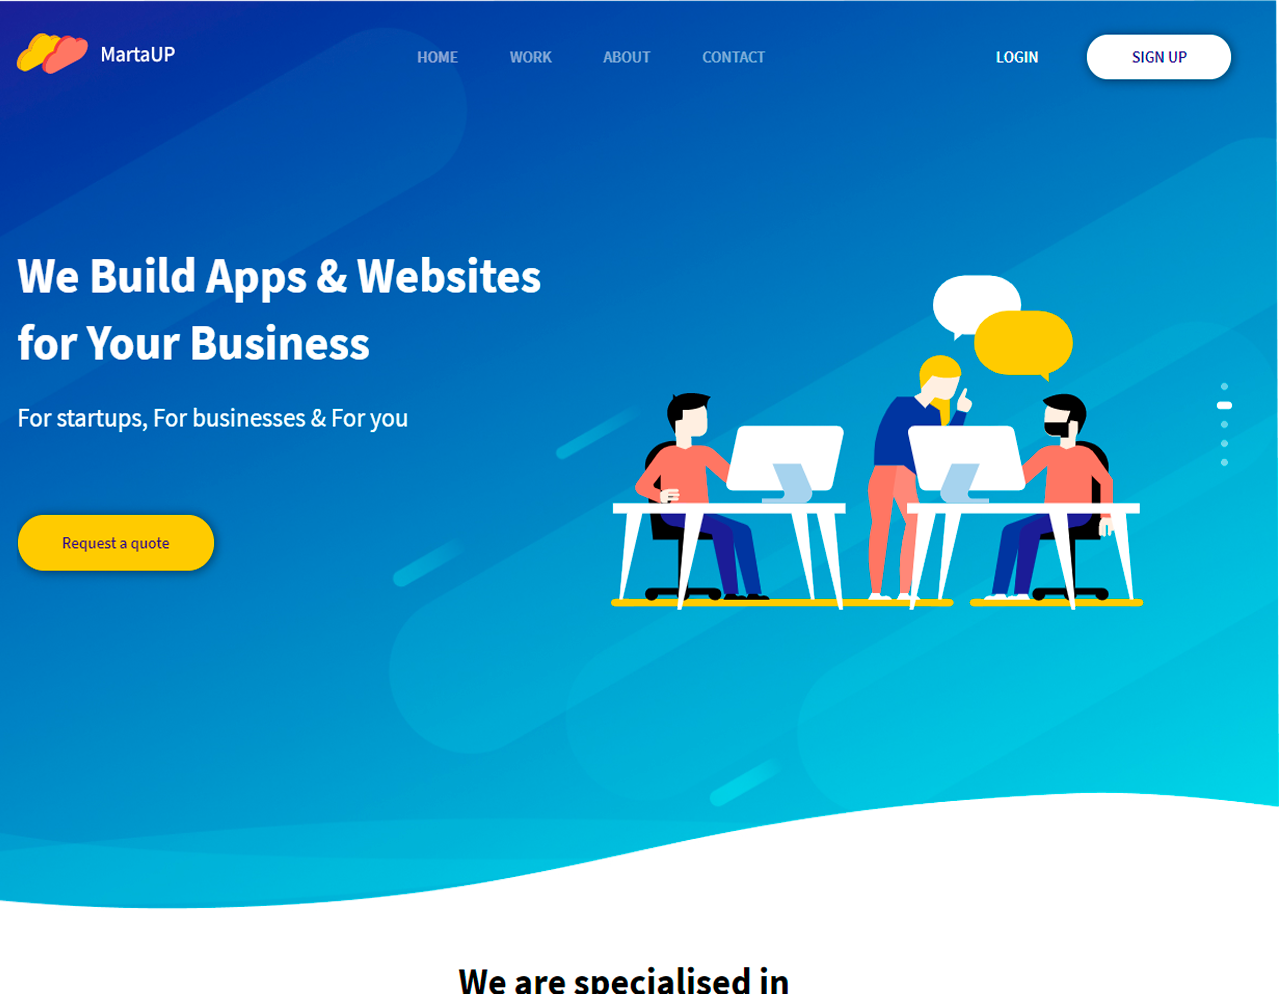 MartaUP
HOME
WORK
ABOUT
CONTACT
LOGIN
SIGN UP
We Build Apps & Websites
for Your Business
For startups, For businesses & For you
Request a quote
We are specialised in